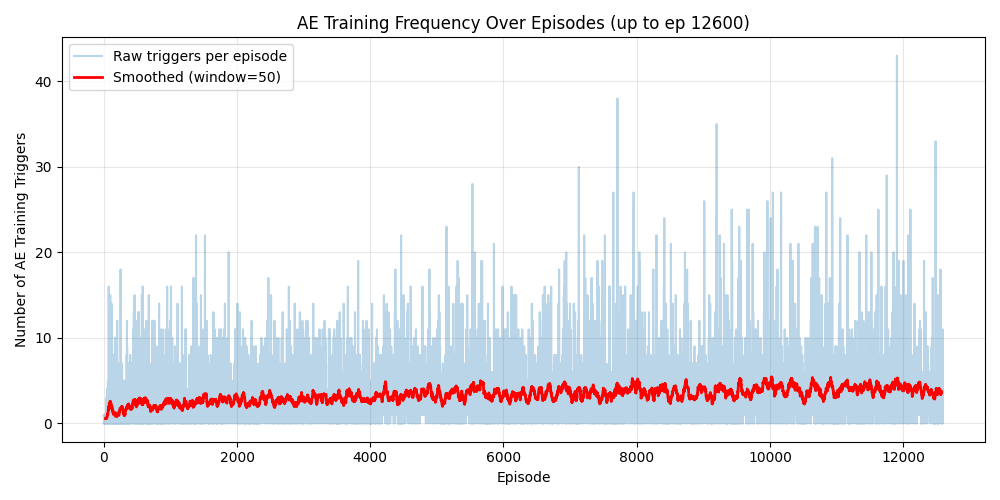 AE Training Frequency Over Episodes (up to ep 12600)
Raw triggers per episode
Smoothed (window=50)
Number of AE Training Triggers
40
30
20
10
0
0 2000 4000 6000 8000 10000 12000
Episode